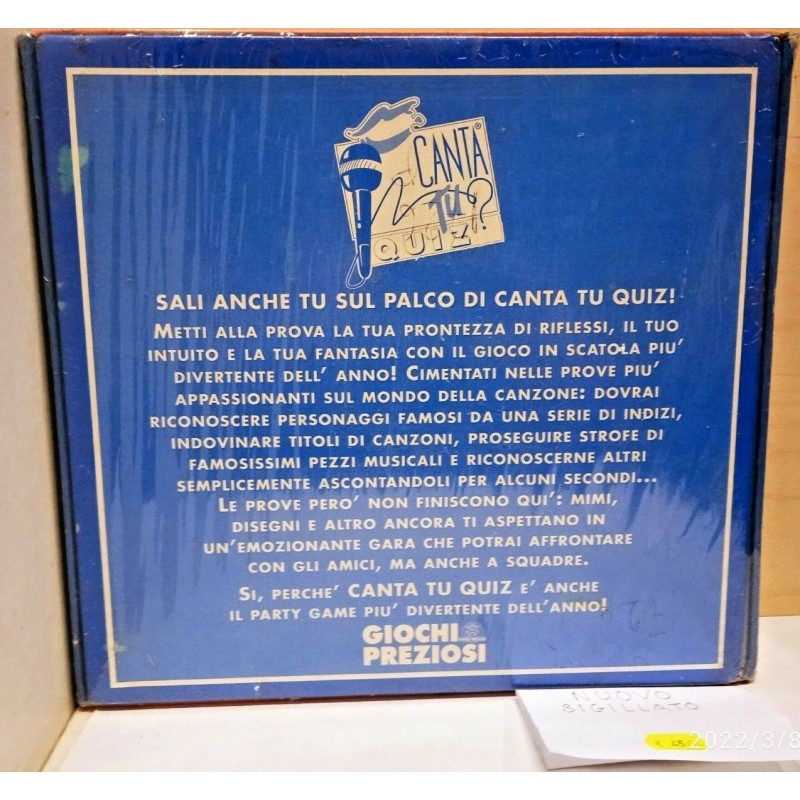 CANTA®
TU?
QUIZ
SALI ANCHE TU SUL PALCO DI CANTA TU QUIZ!
METTI ALLA PROVA LA TUA PRONTEZZA DI RIFLESSI, IL TUO
INTUITO E LA TUA FANTASIA CON IL GIOCO IN SCATOLA PIU'
DIVERTENTE DELL' ANNO! CIMENTATI NELLE PROVE PIU'
APPASSIONANTI SUL MONDO DELLA CANZONE: DOVRAI
RICONOSCERE PERSONAGGI FAMOSI DA UNA SERIE DI INDIZI,
INDOVINARE TITOLI DI CANZONI, PROSEGUIRE STROFE DI
FAMOSISSIMI PEZZI MUSICALI E RICONOSCERNE ALTRI
SEMPLICEMENTE ASCONTANDOLI PER ALCUNI SECONDI...
LE PROVE PERO' NON FINISCONO QUI': MIMI,
DISEGNI E ALTRO ANCORA TI ASPETTANO IN
UN'EMOZIONANTE GARA CHE POTRAI AFFRONTARE
CON GLI AMICI, MA ANCHE A SQUADRE.
SI, PERCHE' CANTA TU QUIZ E' ANCHE
IL PARTY GAME PIU' DIVERTENTE DELL'ANNO!
GIOCHI
PREZIOSI
NUOVO
SIGILLATO
2022/3/8